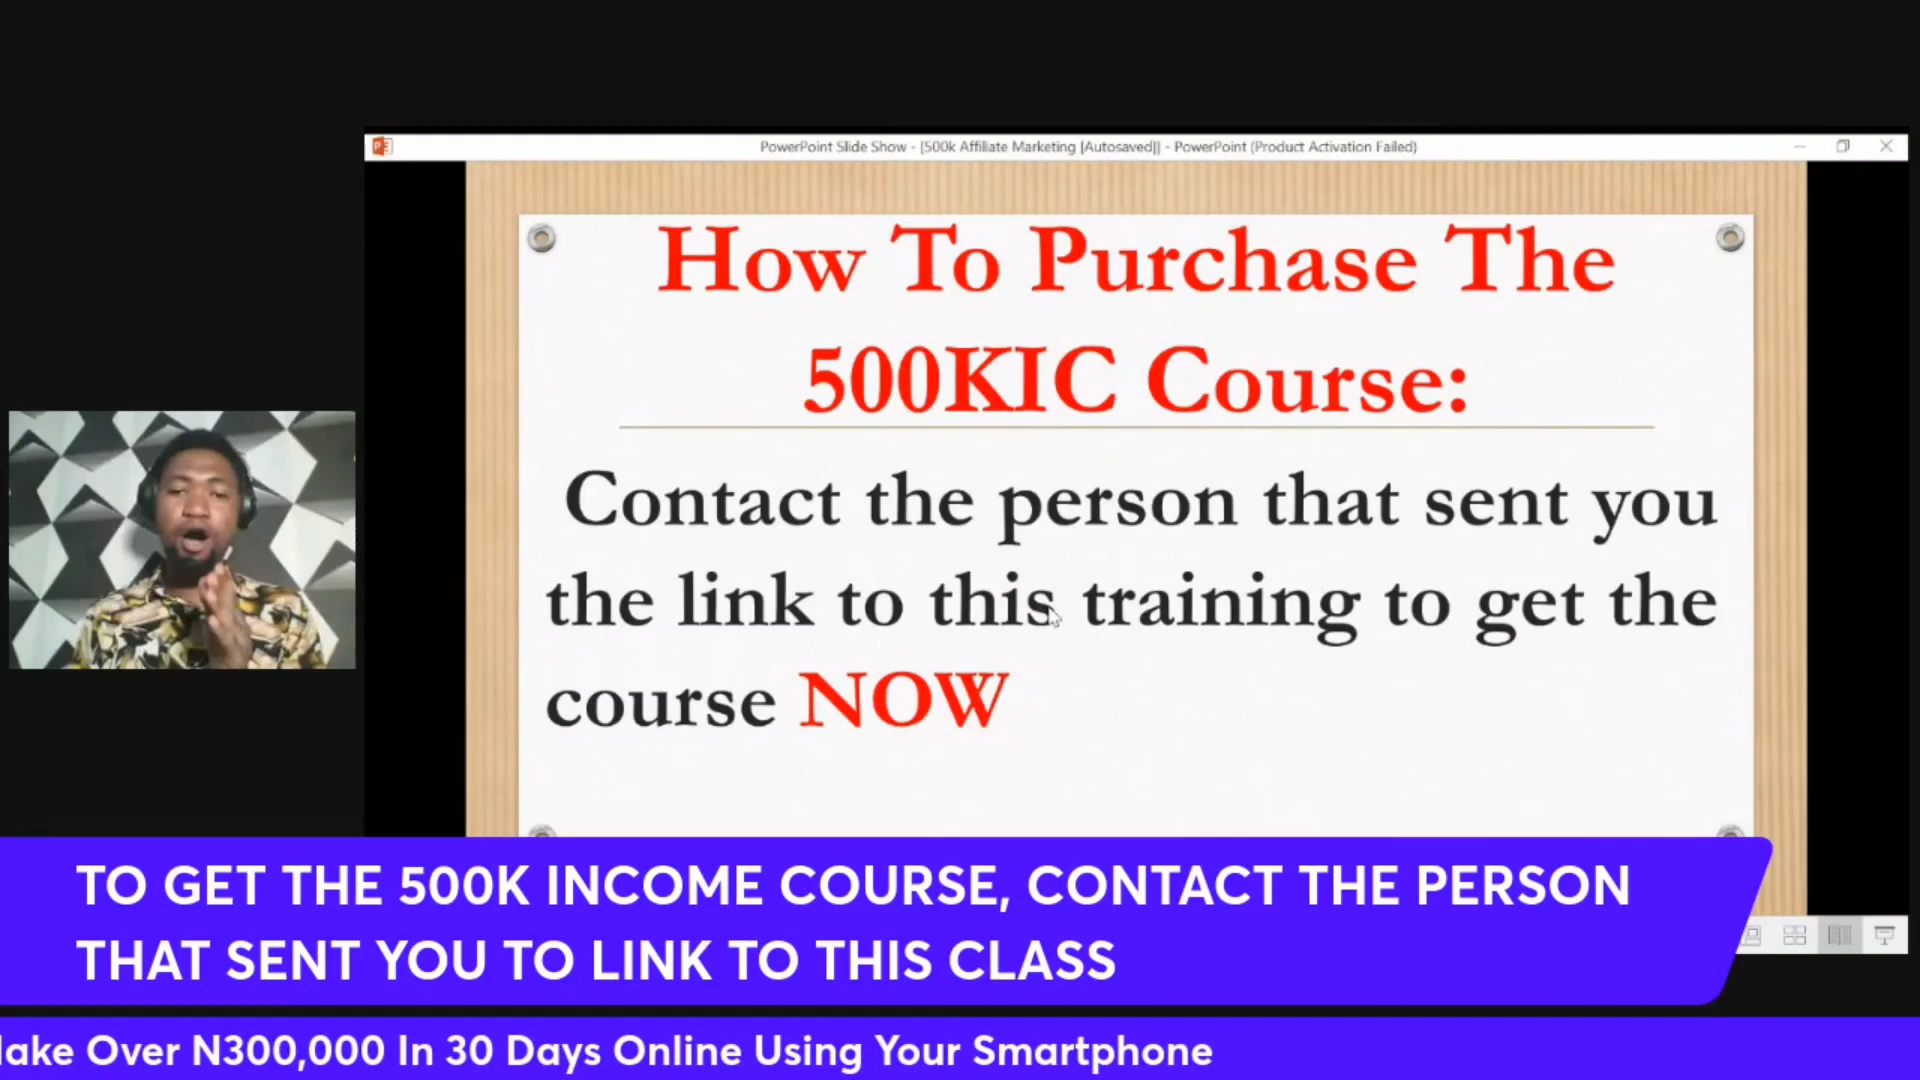 PowerPoint Slide Show - [500k Affiliate Marketing [Autosaved]] - PowerPoint (Product Activation Failed)
How To Purchase The
500KIC Course:
Contact the person that sent you
the link to this training to get the
course NOW
TO GET THE 500K INCOME COURSE, CONTACT THE PERSON
THAT SENT YOU TO LINK TO THIS CLASS
Over N300,000 In 30 Days Online Using Your Smartphone